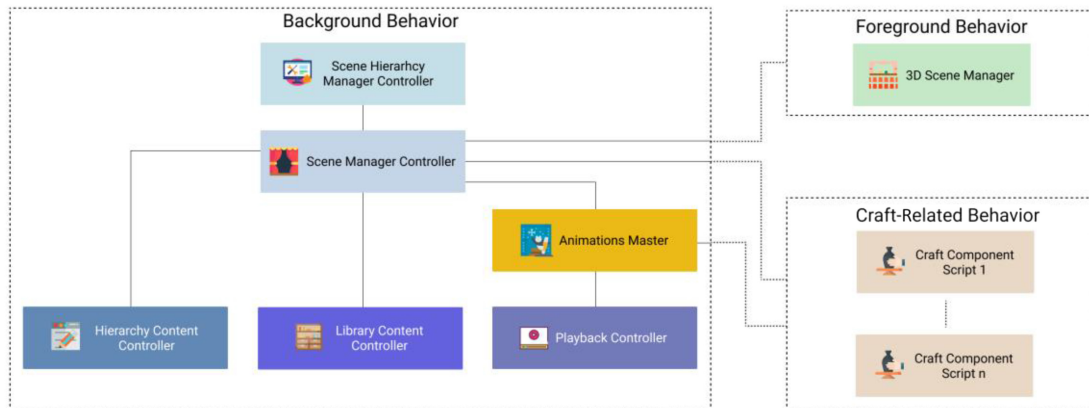 Background Behavior
Scene Hierarhcy
Manager Controller
Scene Manager Controller
Animations Master
Hierarchy Content
Controller
Library Content
Controller
Playback Controller
Foreground Behavior
3D Scene Manager
Craft-Related Behavior
Craft Component
Script 1
Craft Component
Script n